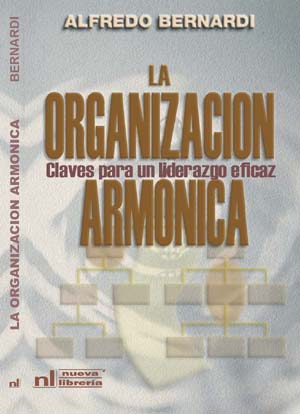 ALFREDO BERNARDI
LA
ORGANIZACION
Claves para un liderazgo eficaz
ARMONICA
nl nueva
librería
BERNARDI
LA ORGANIZACION ARMONICA
nl